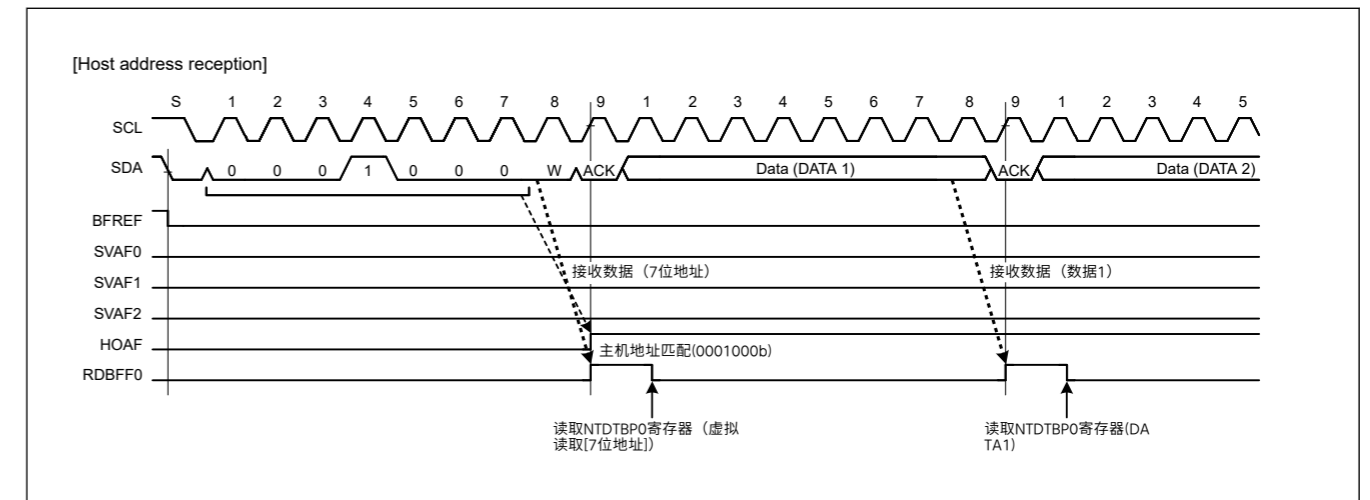 [Host address reception]
S 1 2 3 4 5 6 7 8 9 1 2 3 4 5 6 7 8 9 1 2 3 4 5
SCL
SDA 0 0 0 1 0 0 0 W ACK Data (DATA 1) ACK Data (DATA 2)
BFREF
SVAF0
接收数据（7位地址） 接收数据（数据1）
SVAF1
SVAF2
HOAF
主机地址匹配(0001000b)
RDBFF0
读取NTDTBP0寄存器（虚拟
读取[7位地址]）
读取NTDTBP0寄存器(DA
TA1)